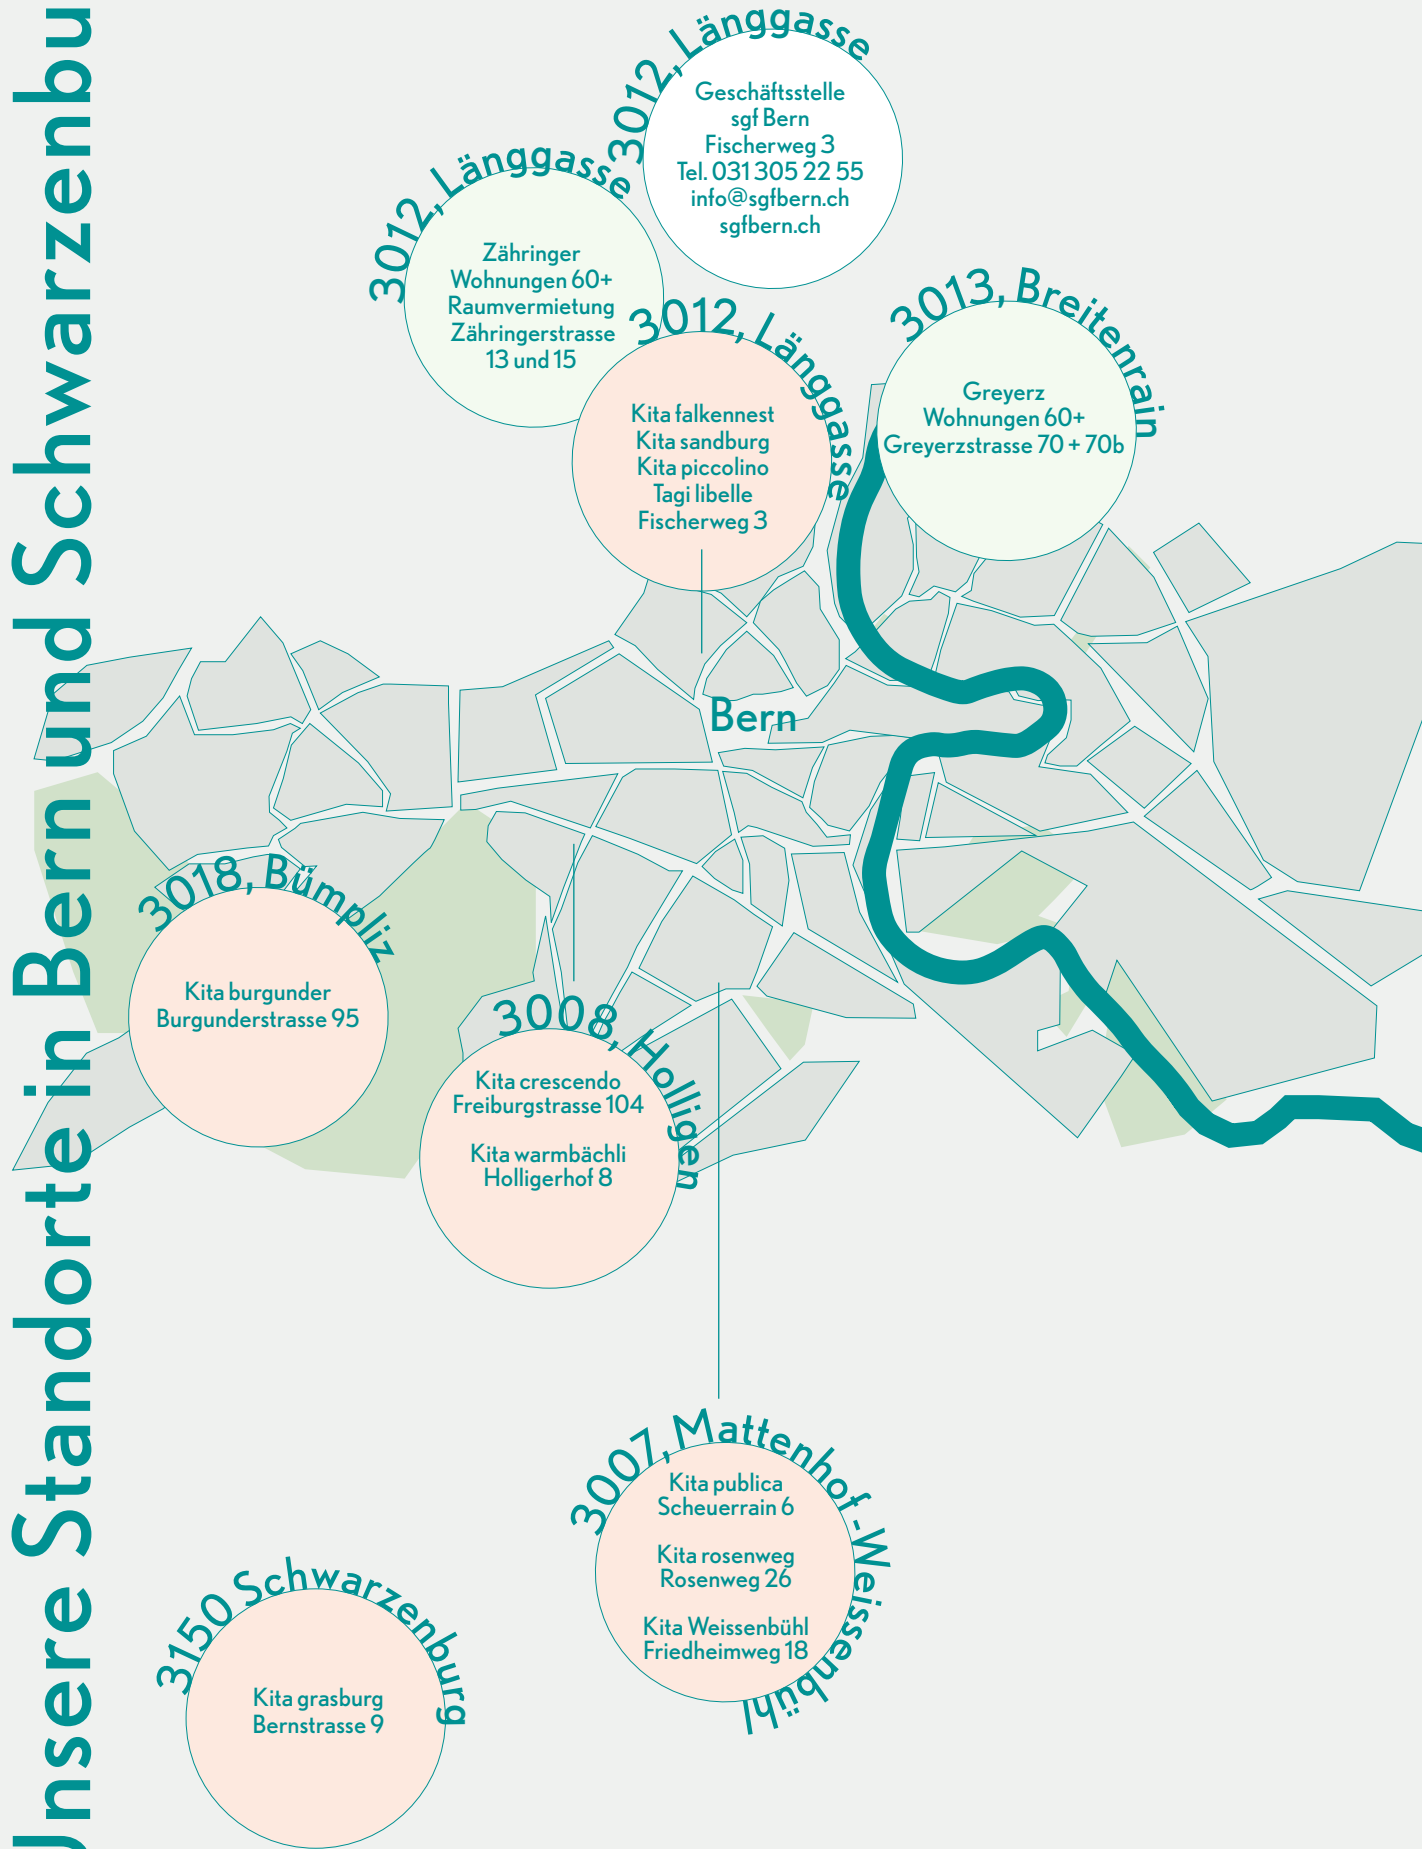 Unsere Standorte in Bern und Schwarzenbu
3012, Länggasse
Geschäftsstelle
sgf Bern
Fischerweg 3
Tel. 031 305 22 55
info@sgfbern.ch
sgfbern.ch
3012, Länggasse
Zähringer
Wohnungen 60+
Raumvermietung
Zähringerstrasse
13 und 15
3012, Länggasse
Kita falkennest
Kita sandburg
Kita piccolino
Tagi libelle
Fischerweg 3
3013, Breitenrain
Greyerz
Wohnungen 60+
Greyerzstrasse 70 + 70b
Bern
3018, Bümpliz
Kita burgunder
Burgunderstrasse 95
3008, Holligen
Kita crescendo
Freiburgstrasse 104
Kita warmbächli
Holligerhof 8
3007, Mattenhof-Weissenbühl
Kita publica
Scheuerrain 6
Kita rosenweg
Rosenweg 26
Kita Weissenbühl
Friedheimweg 18
3150 Schwarzenburg
Kita grasburg
Bernstrasse 9